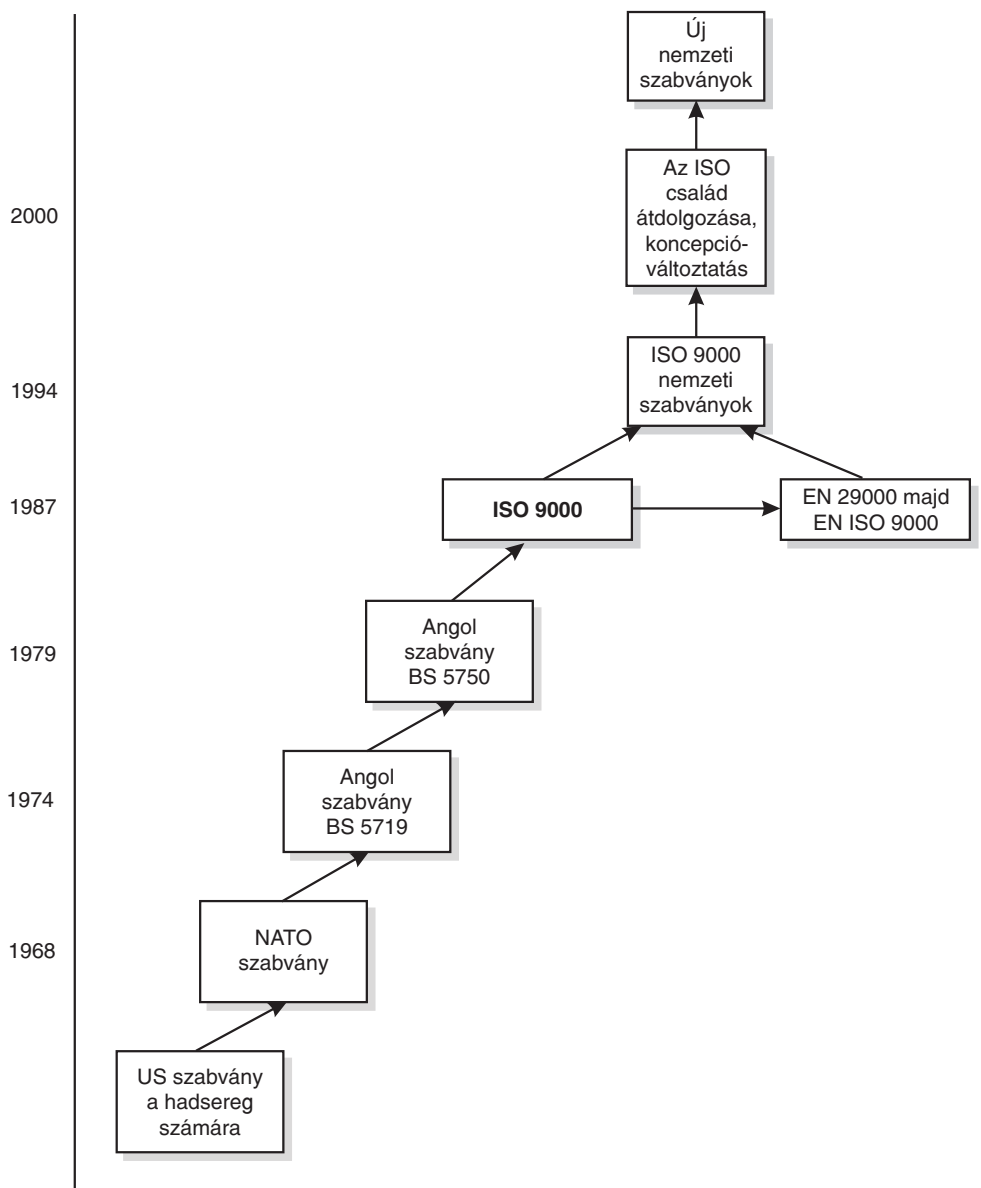 Új
nemzeti
szabványok
2000
Az ISO
család
átdolgozása,
koncepció-
változtatás
1994
ISO 9000
nemzeti
szabványok
1987
ISO 9000
EN 29000 majd
EN ISO 9000
1979
Angol
szabvány
BS 5750
1974
Angol
szabvány
BS 5719
1968
NATO
szabvány
US szabvány
a hadsereg
számára